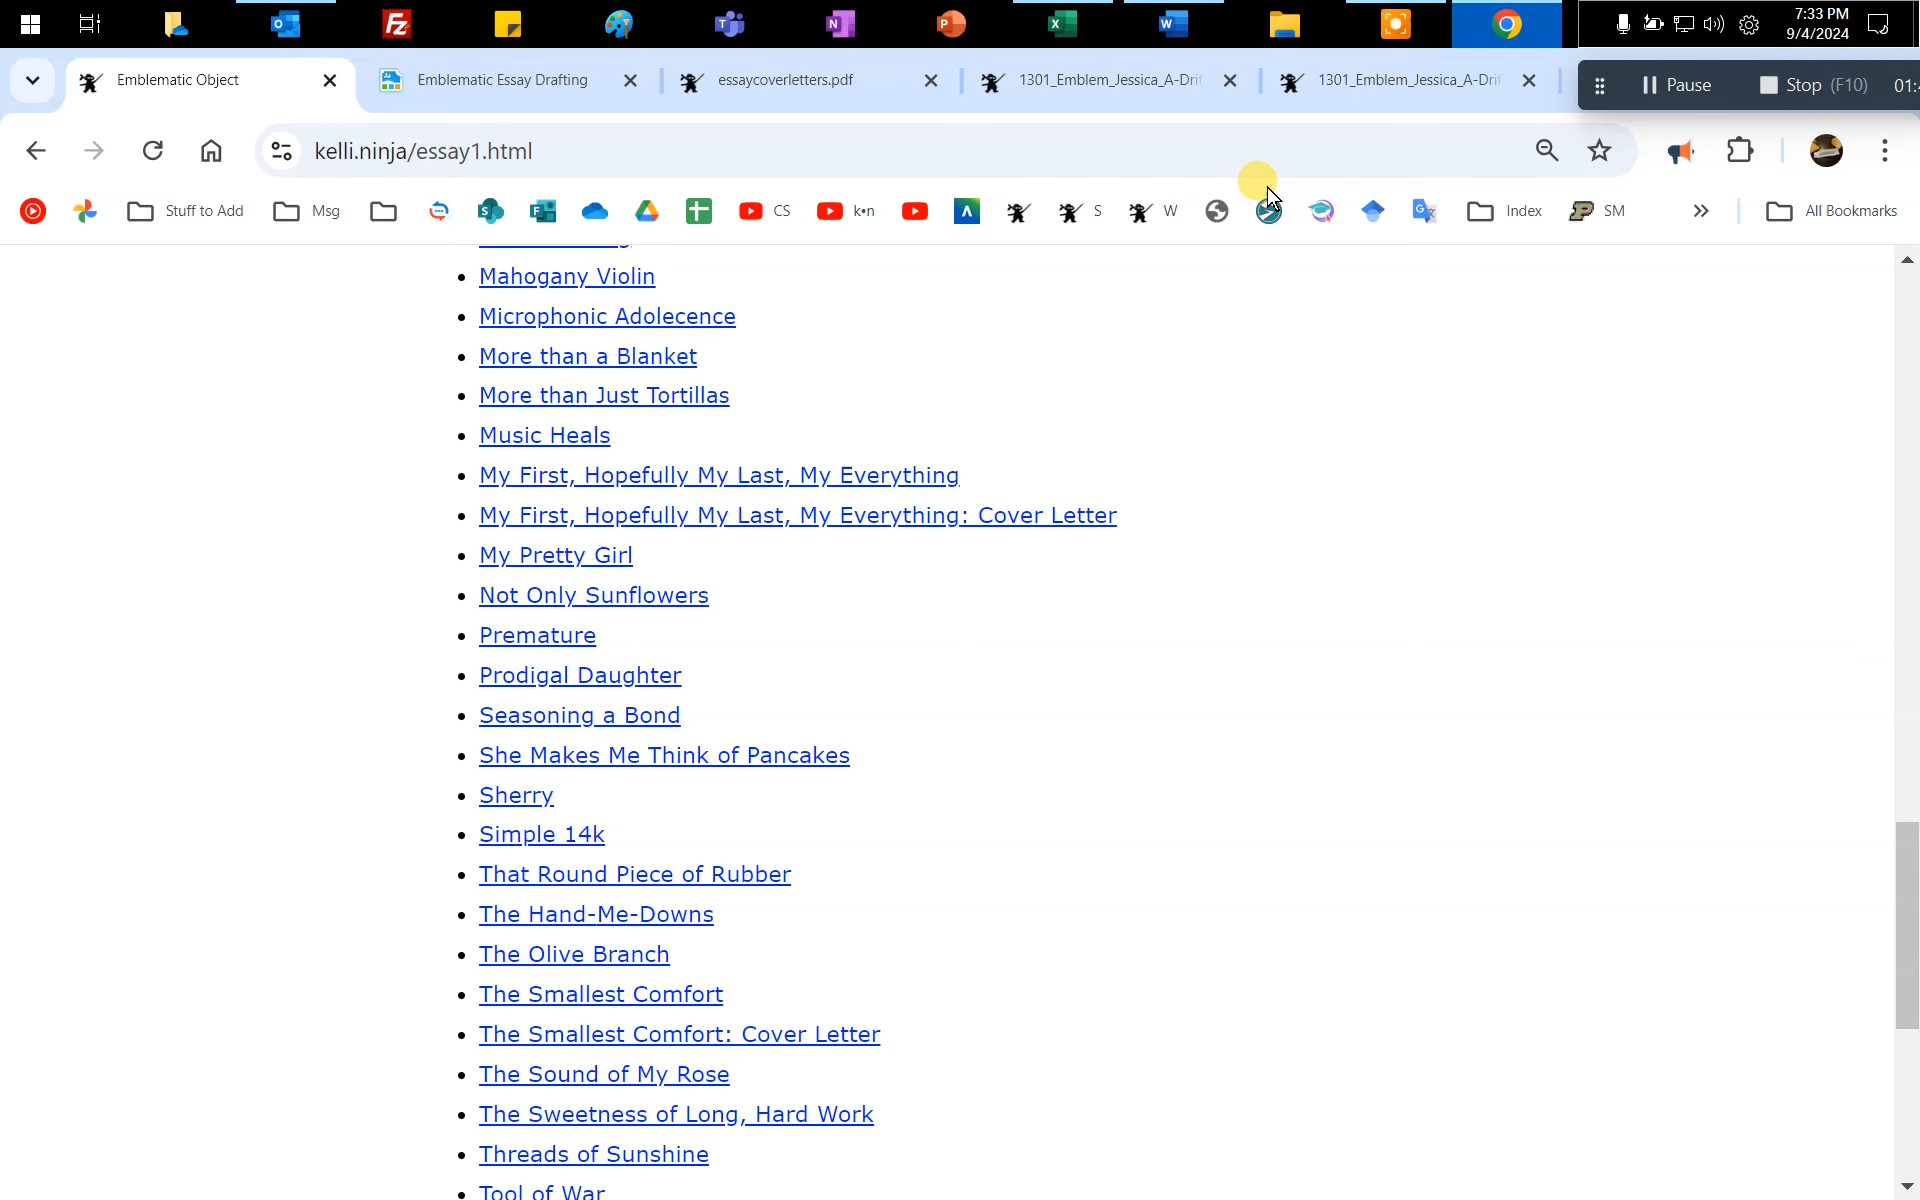 7:33 PM
9/4/2024
Emblematic Object
Emblematic Essay Drafting
essaycoverletters.pdf
1301_Emblem_Jessica_A-Dri
1301_Emblem_Jessica_A-Dri
Pause
Stop (F10)
01:
kelli.ninja/essay1.html
Stuff to Add
Msg
CS
k•n
S
W
Index
SM
All Bookmarks
Mahogany Violin
Microphonic Adolecence
More than a Blanket
More than Just Tortillas
Music Heals
My First, Hopefully My Last, My Everything
My First, Hopefully My Last, My Everything: Cover Letter
My Pretty Girl
Not Only Sunflowers
Premature
Prodigal Daughter
Seasoning a Bond
She Makes Me Think of Pancakes
Sherry
Simple 14k
That Round Piece of Rubber
The Hand-Me-Downs
The Olive Branch
The Smallest Comfort
The Smallest Comfort: Cover Letter
The Sound of My Rose
The Sweetness of Long, Hard Work
Threads of Sunshine
Tool of War